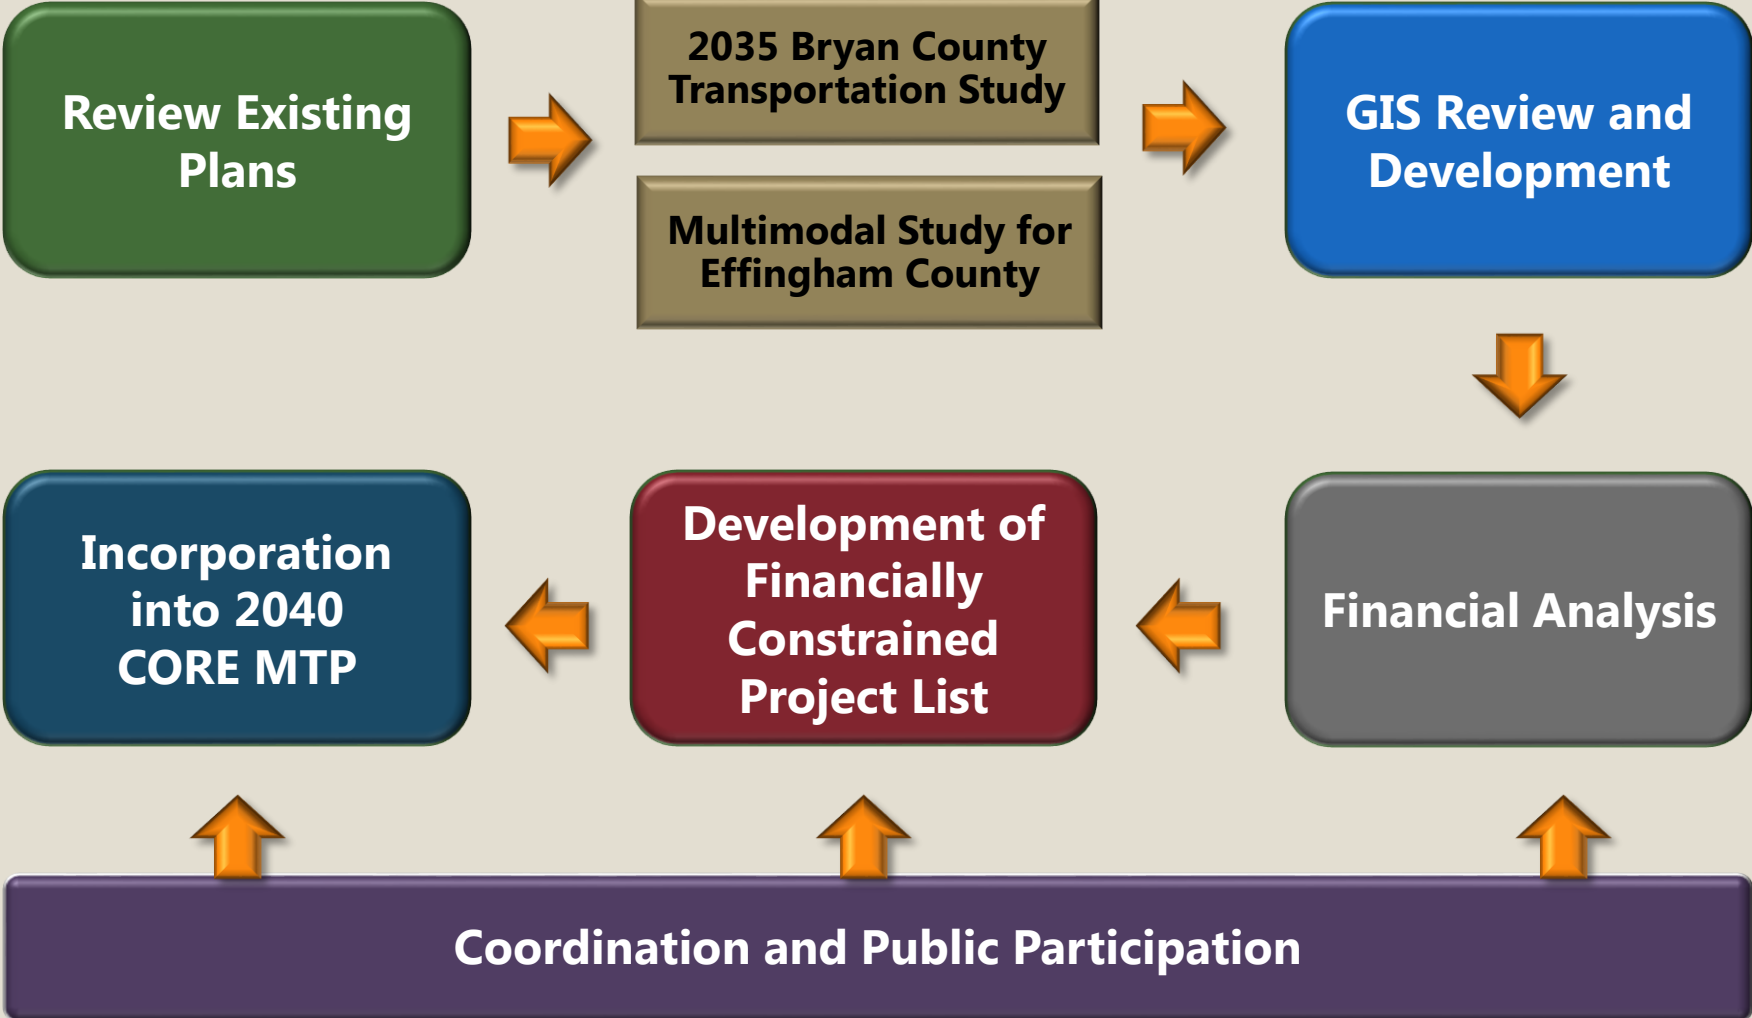 Review Existing
Plans
2035 Bryan County
Transportation Study
Multimodal Study for
Effingham County
GIS Review and
Development
Incorporation
into 2040
CORE MTP
Development of
Financially
Constrained
Project List
Financial Analysis
Coordination and Public Participation